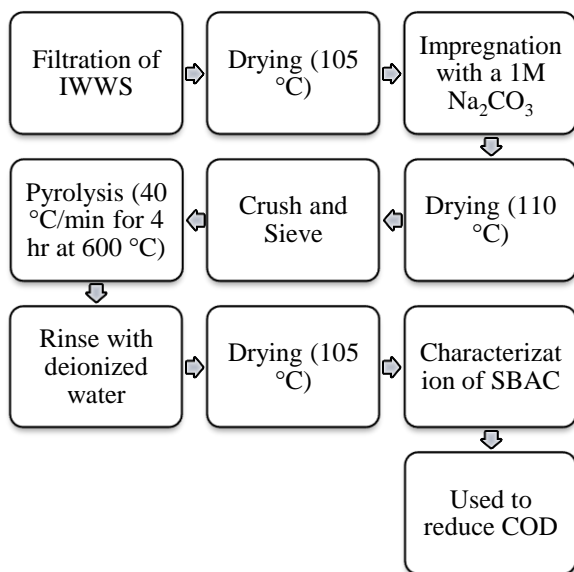 Filtration of
IWWS
Drying (105
°C)
Impregnation
with a 1M
Na₂CO₃
Pyrolysis (40
°C/min for 4
hr at 600 °C)
Crush and
Sieve
Drying (110
°C)
Rinse with
deionized
water
Drying (105
°C)
Characterizat
ion of SBAC
Used to
reduce COD